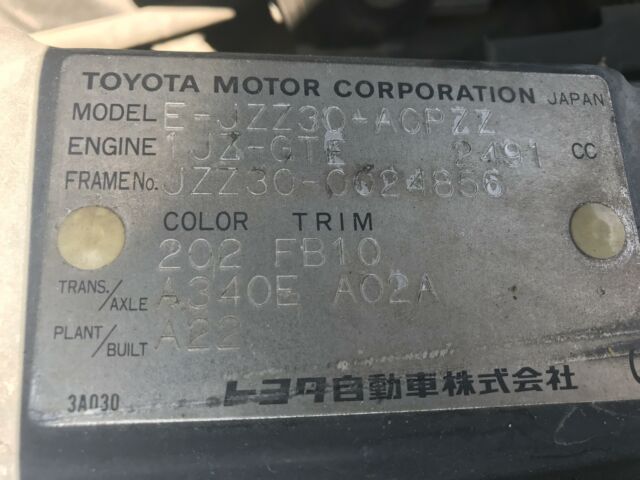 TOYOTA MOTOR CORPORATION JAPAN
MODEL E-JZZ30-ACPZZ
ENGINE 1JZ-GTE 2491 CC
FRAME No. JZZ30-0024856
COLOR TRIM
202 FB10
TRANS./AXLE A340E A02A
PLANT/BUILT A22
3A030 トヨタ自動車株式会社